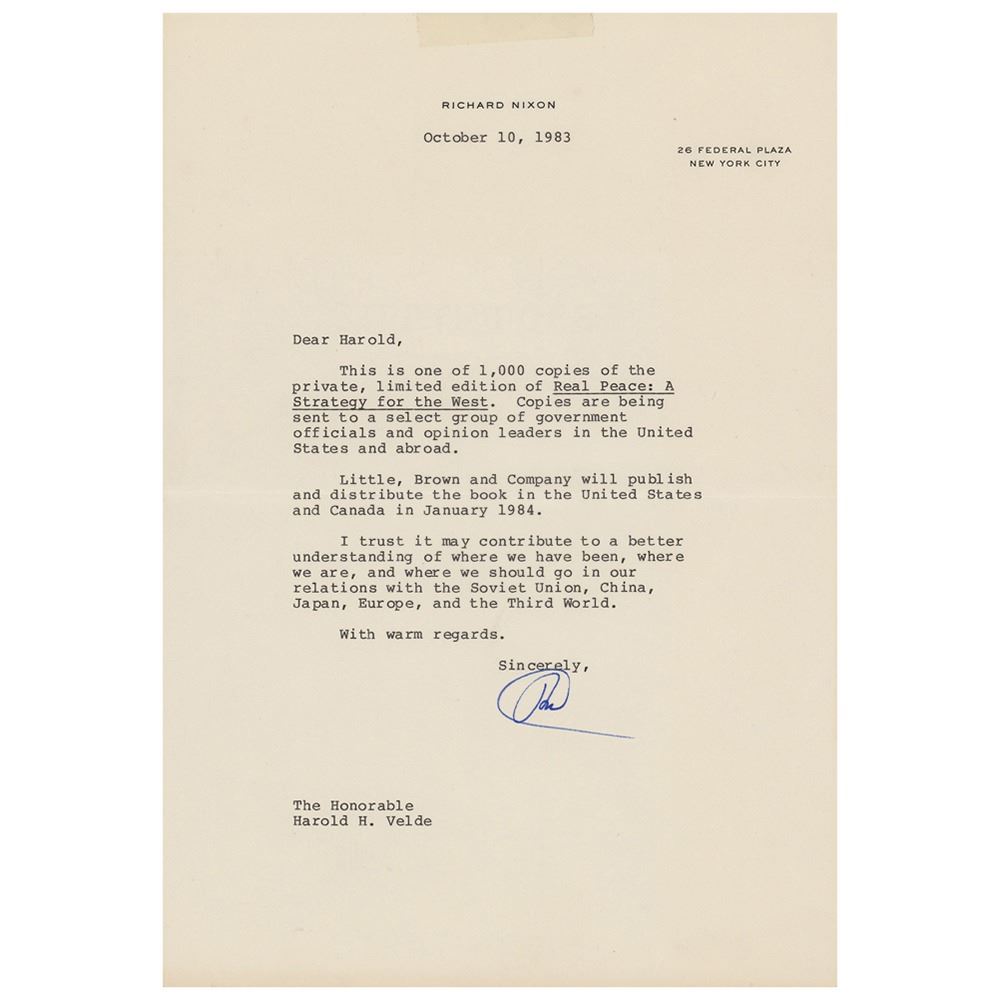 RICHARD NIXON
October 10, 1983
26 FEDERAL PLAZA
NEW YORK CITY
Dear Harold,
This is one of 1,000 copies of the
private, limited edition of Real Peace: A
Strategy for the West. Copies are being
sent to a select group of government
officials and opinion leaders in the United
States and abroad.
Little, Brown and Company will publish
and distribute the book in the United States
and Canada in January 1984.
I trust it may contribute to a better
understanding of where we have been, where
we are, and where we should go in our
relations with the Soviet Union, China,
Japan, Europe, and the Third World.
With warm regards.
Sincerely,
The Honorable
Harold H. Velde